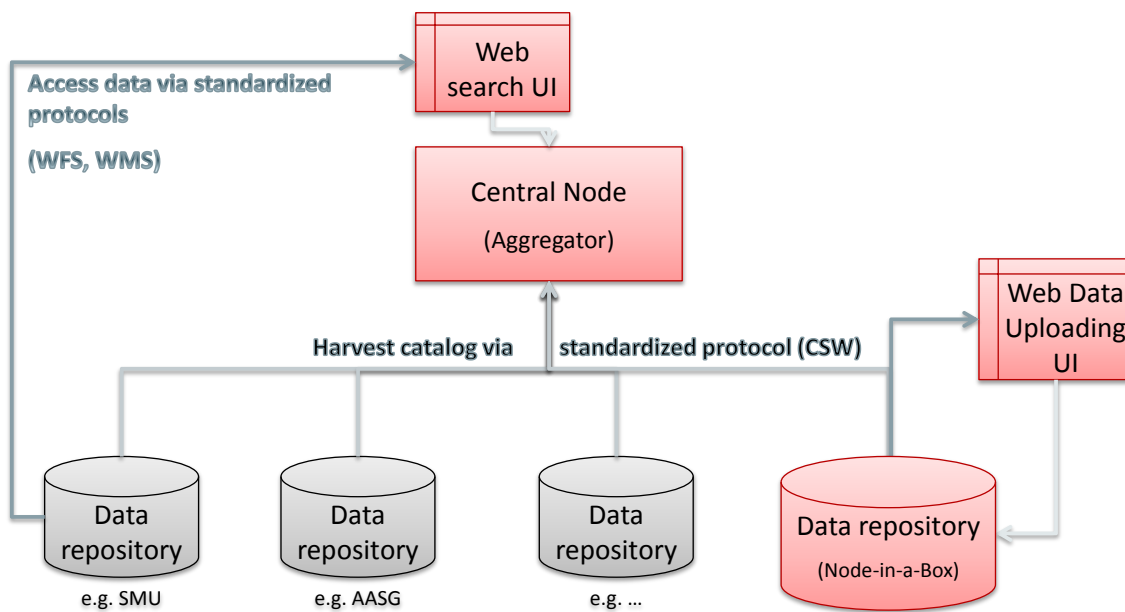 Web
search UI
Access data via standardized
protocols
(WFS, WMS)
Central Node
(Aggregator)
Web Data
Uploading
UI
Harvest catalog via standardized protocol (CSW)
Data
repository
e.g. SMU
Data
repository
e.g. AASG
Data
repository
e.g. ...
Data repository
(Node-in-a-Box)